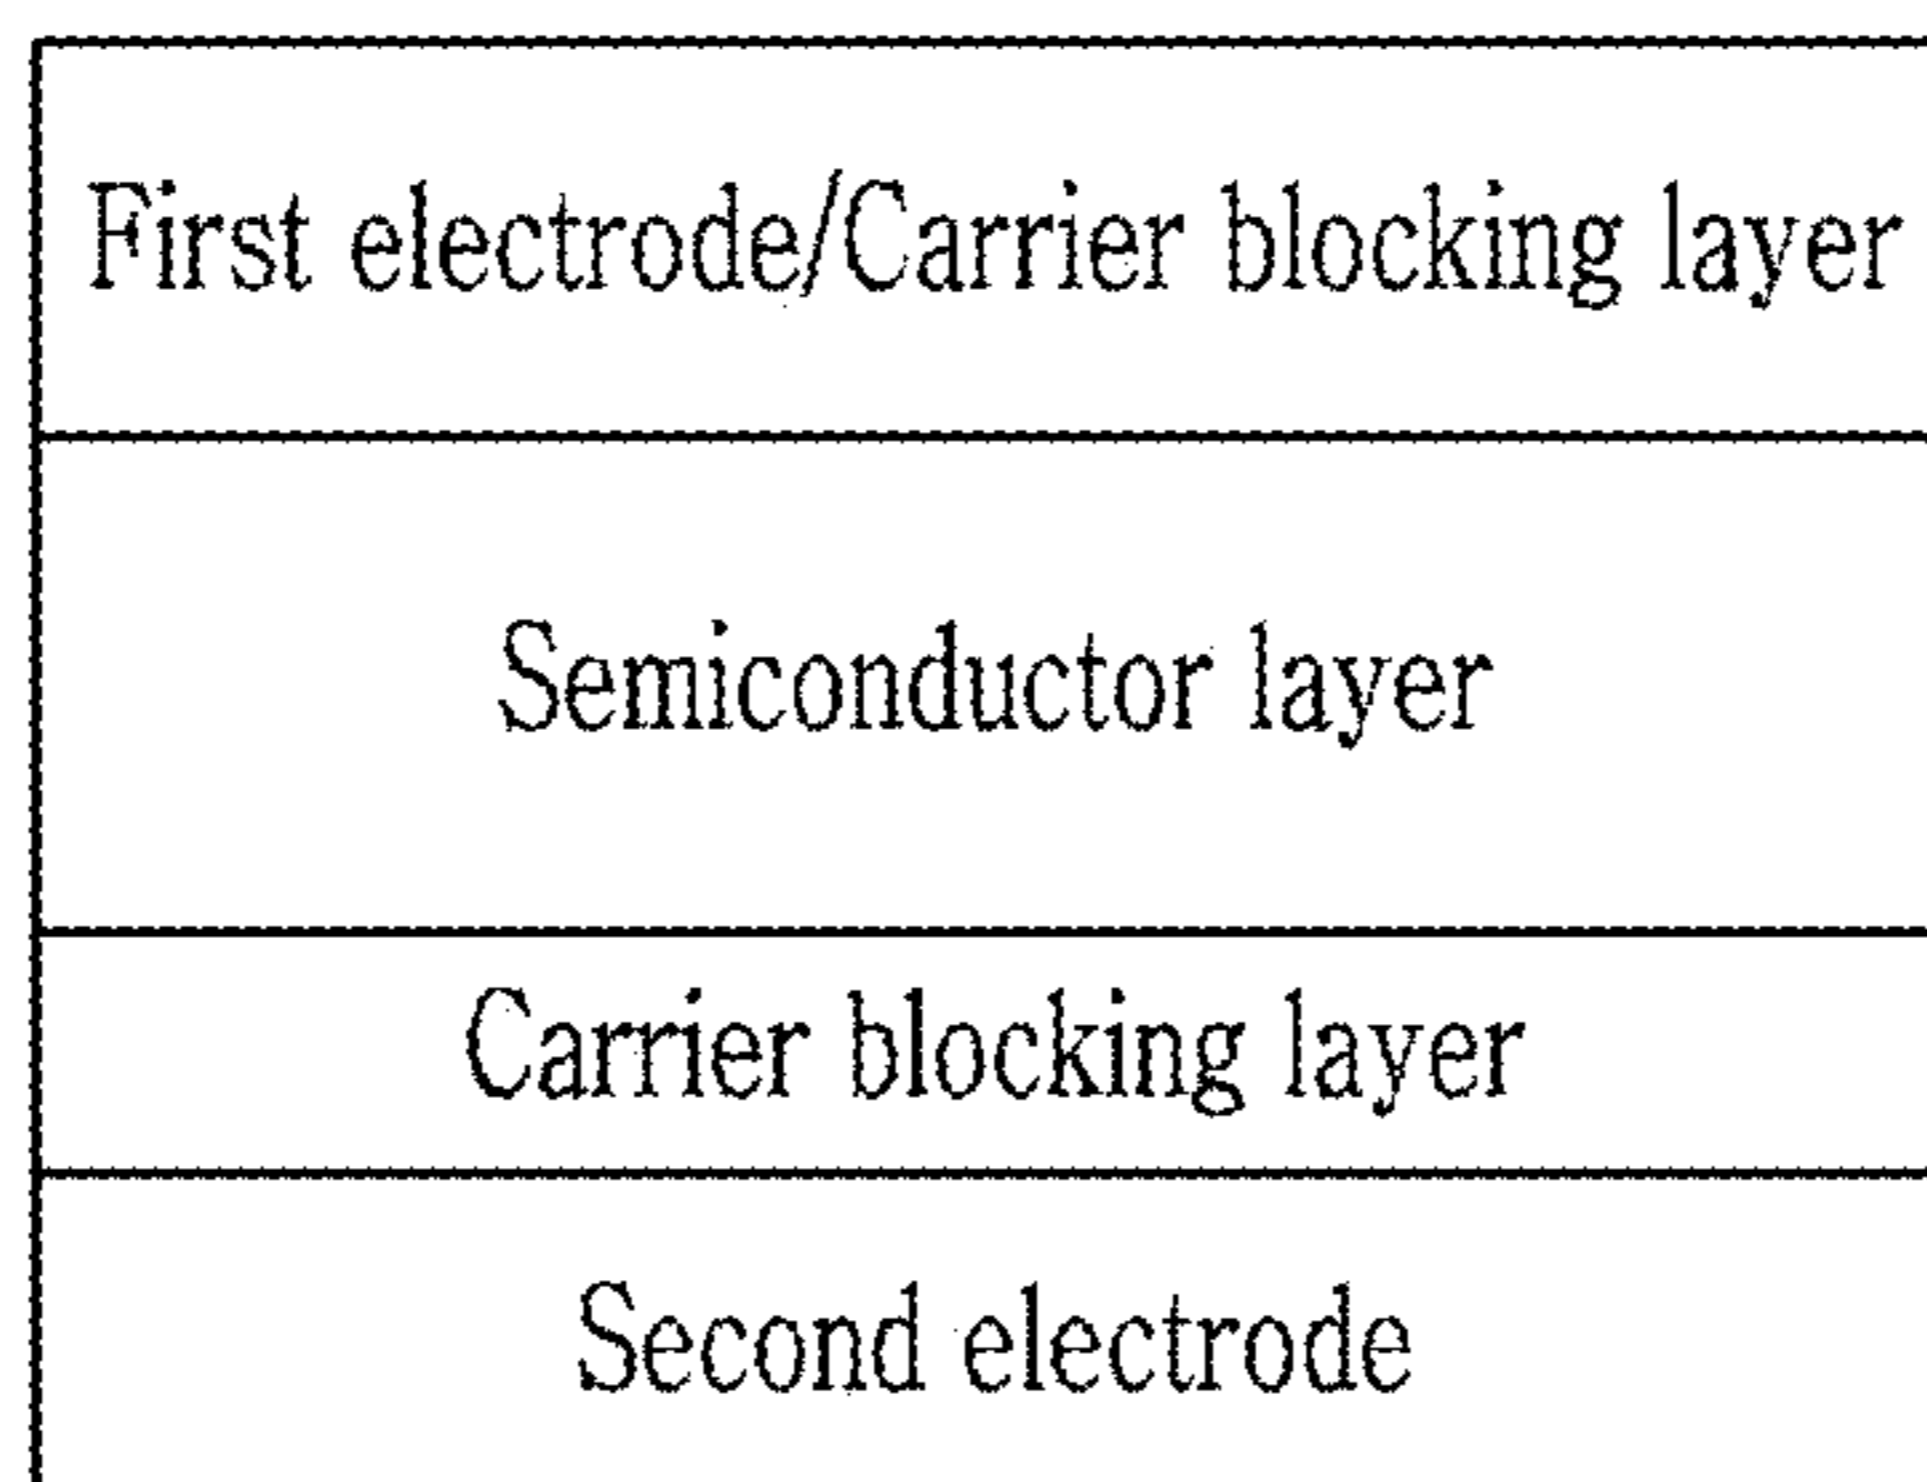 First electrode/Carrier blocking layer
Semiconductor layer
Carrier blocking layer
Second electrode